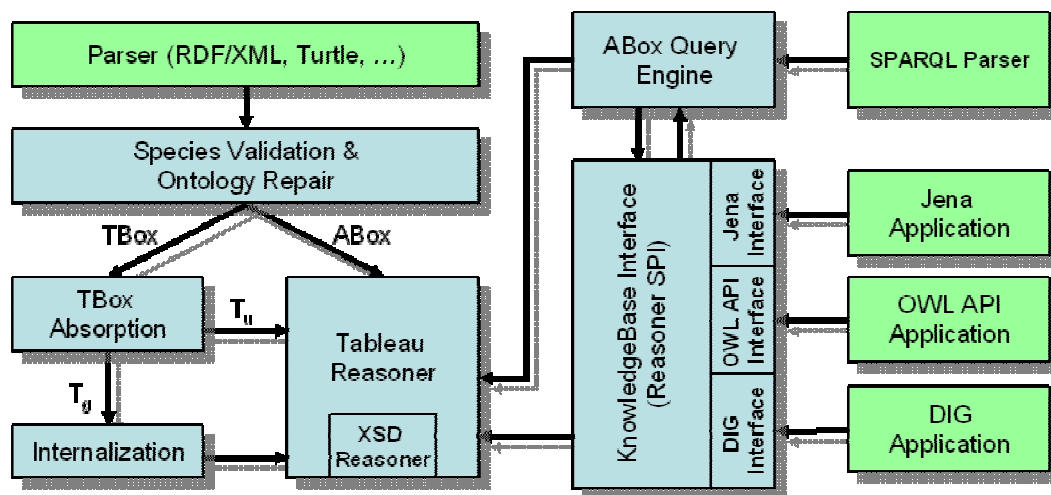 Parser (RDF/XML, Turtle, …)
Species Validation &
Ontology Repair
TBox
ABox
TBox
Absorption
Tu
Tg
Internalization
Tableau
Reasoner
XSD
Reasoner
ABox Query
Engine
KnowledgeBase Interface
(Reasoner SPI)
Jena
Interface
OWL API
Interface
DIG
Interface
SPARQL Parser
Jena
Application
OWL API
Application
DIG
Application